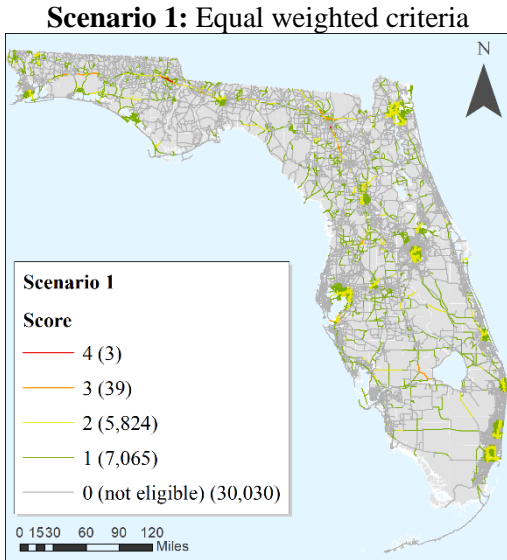 Scenario 1: Equal weighted criteria
N
Scenario 1
Score
4 (3)
3 (39)
2 (5,824)
1 (7,065)
0 (not eligible) (30,030)
0 1530 60 90 120
Miles